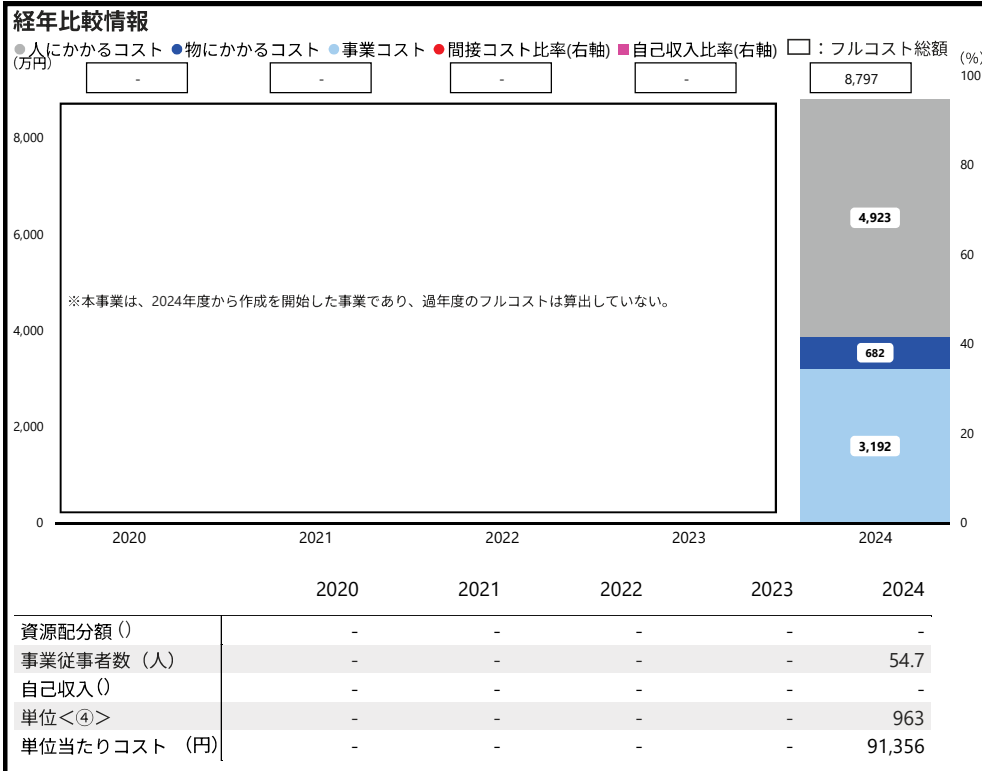 経年比較情報
人にかかるコスト 物にかかるコスト 事業コスト 間接コスト比率(右軸) 自己収入比率(右軸) ：フルコスト総額
(万円) (%)
- - - - 8,797 100
8,000
80
4,923
6,000
60
※本事業は、2024年度から作成を開始した事業であり、過年度のフルコストは算出していない。
4,000
40
682
2,000
20
3,192
0 0
2020 2021 2022 2023 2024
2020 2021 2022 2023 2024
資源配分額() - - - - -
事業従事者数（人） - - - - 54.7
自己収入() - - - - -
単位＜④＞ - - - - 963
単位当たりコスト （円） - - - - 91,356